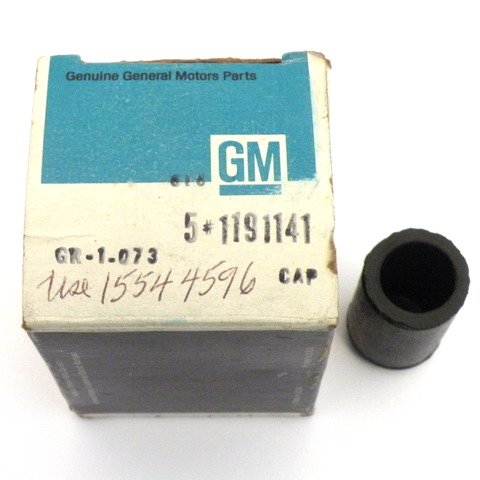 Genuine General Motors Parts
GM
5*1191141
GR-1.073
CAP
Use 15544596